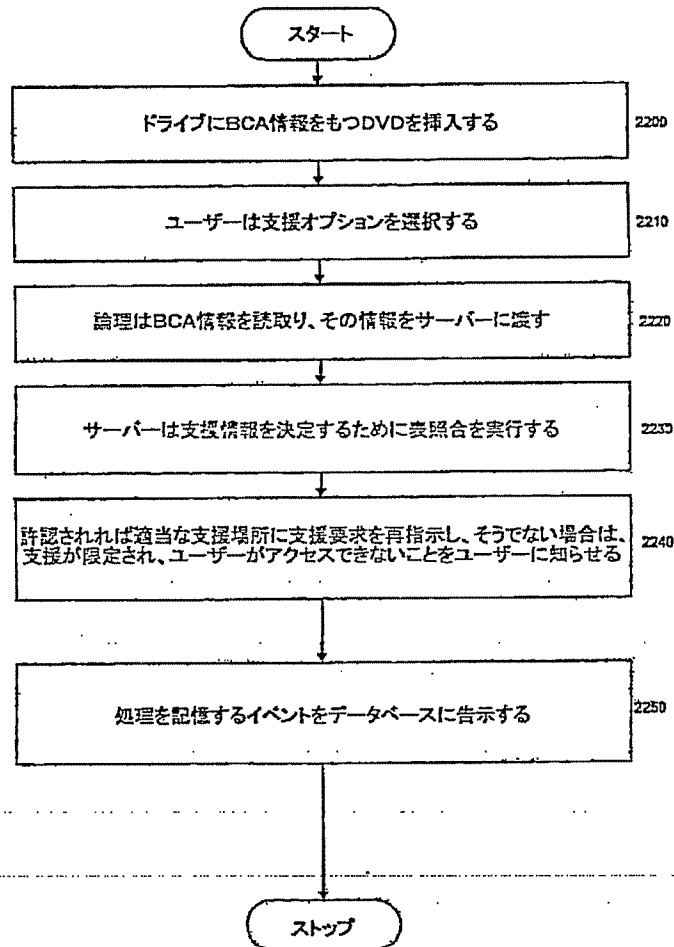 スタート
ドライブにBCA情報をもつDVDを挿入する
2200
ユーザーは支援オプションを選択する
2210
論理はBCA情報を読取り、その情報をサーバーに渡す
2220
サーバーは支援情報を決定するために表照合を実行する
2230
許認されれば適当な支援場所に支援要求を再指示し、そうでない場合は、
支援が限定され、ユーザーがアクセスできないことをユーザーに知らせる
2240
処理を記憶するイベントをデータベースに告示する
2250
ストップ